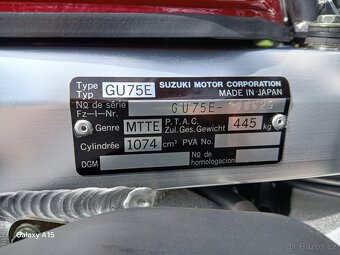 Type
Typ
GU75E
SUZUKI MOTOR CORPORATION
MADE IN JAPAN
No de série
Fz-I-Nr.
GU75E-
Genre
MTTE
P.T.A.C.
Zul. Ges. Gewicht
445
kg
Cylindrée
1074
cm³
PVA No.
DGM
No de
homologacion
Galaxy A15